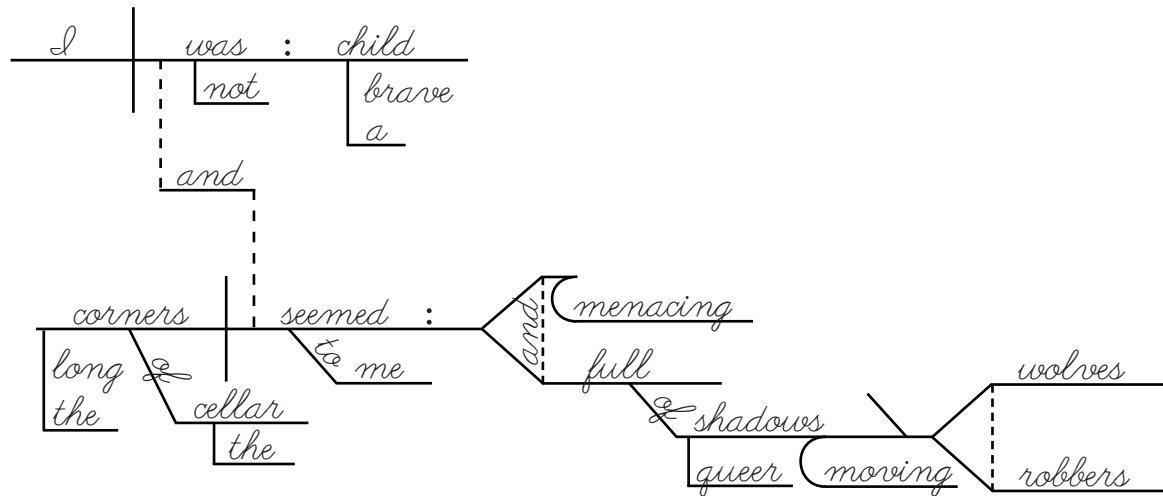 I was : child
not brave
a
and
corners seemed : and menacing
long of to me full wolves
the cellar of shadows
the queer moving robbers